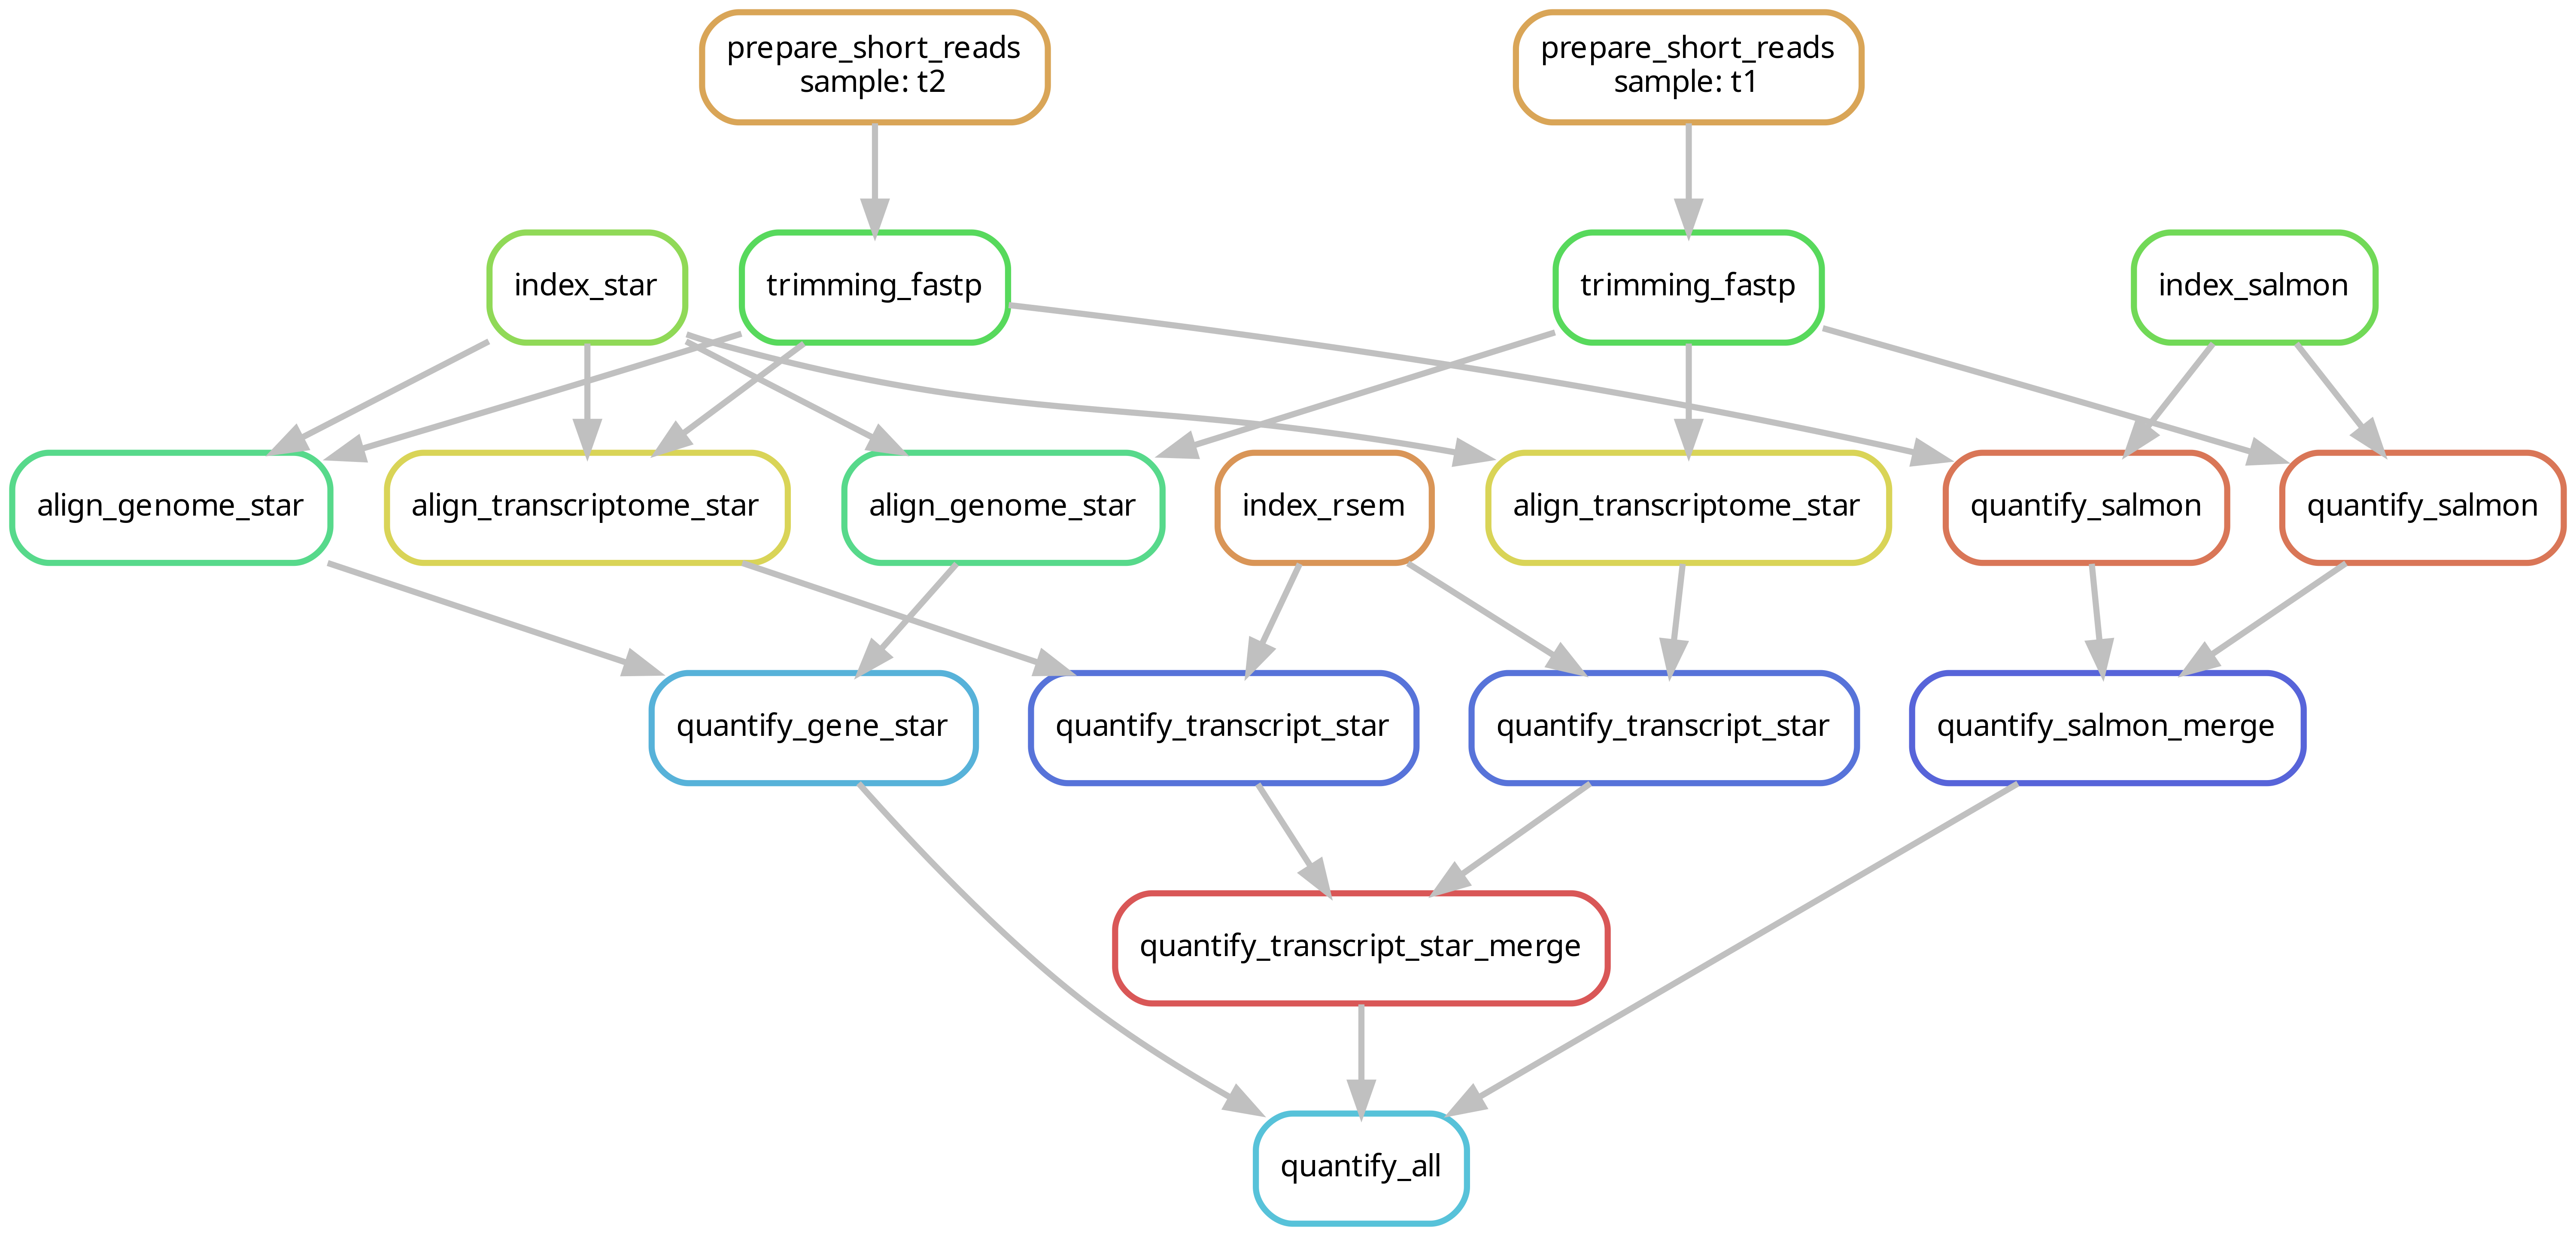 prepare_short_reads
sample: t2
prepare_short_reads
sample: t1
index_star
trimming_fastp
trimming_fastp
index_salmon
align_genome_star
align_transcriptome_star
align_genome_star
index_rsem
align_transcriptome_star
quantify_salmon
quantify_salmon
quantify_gene_star
quantify_transcript_star
quantify_transcript_star
quantify_salmon_merge
quantify_transcript_star_merge
quantify_all